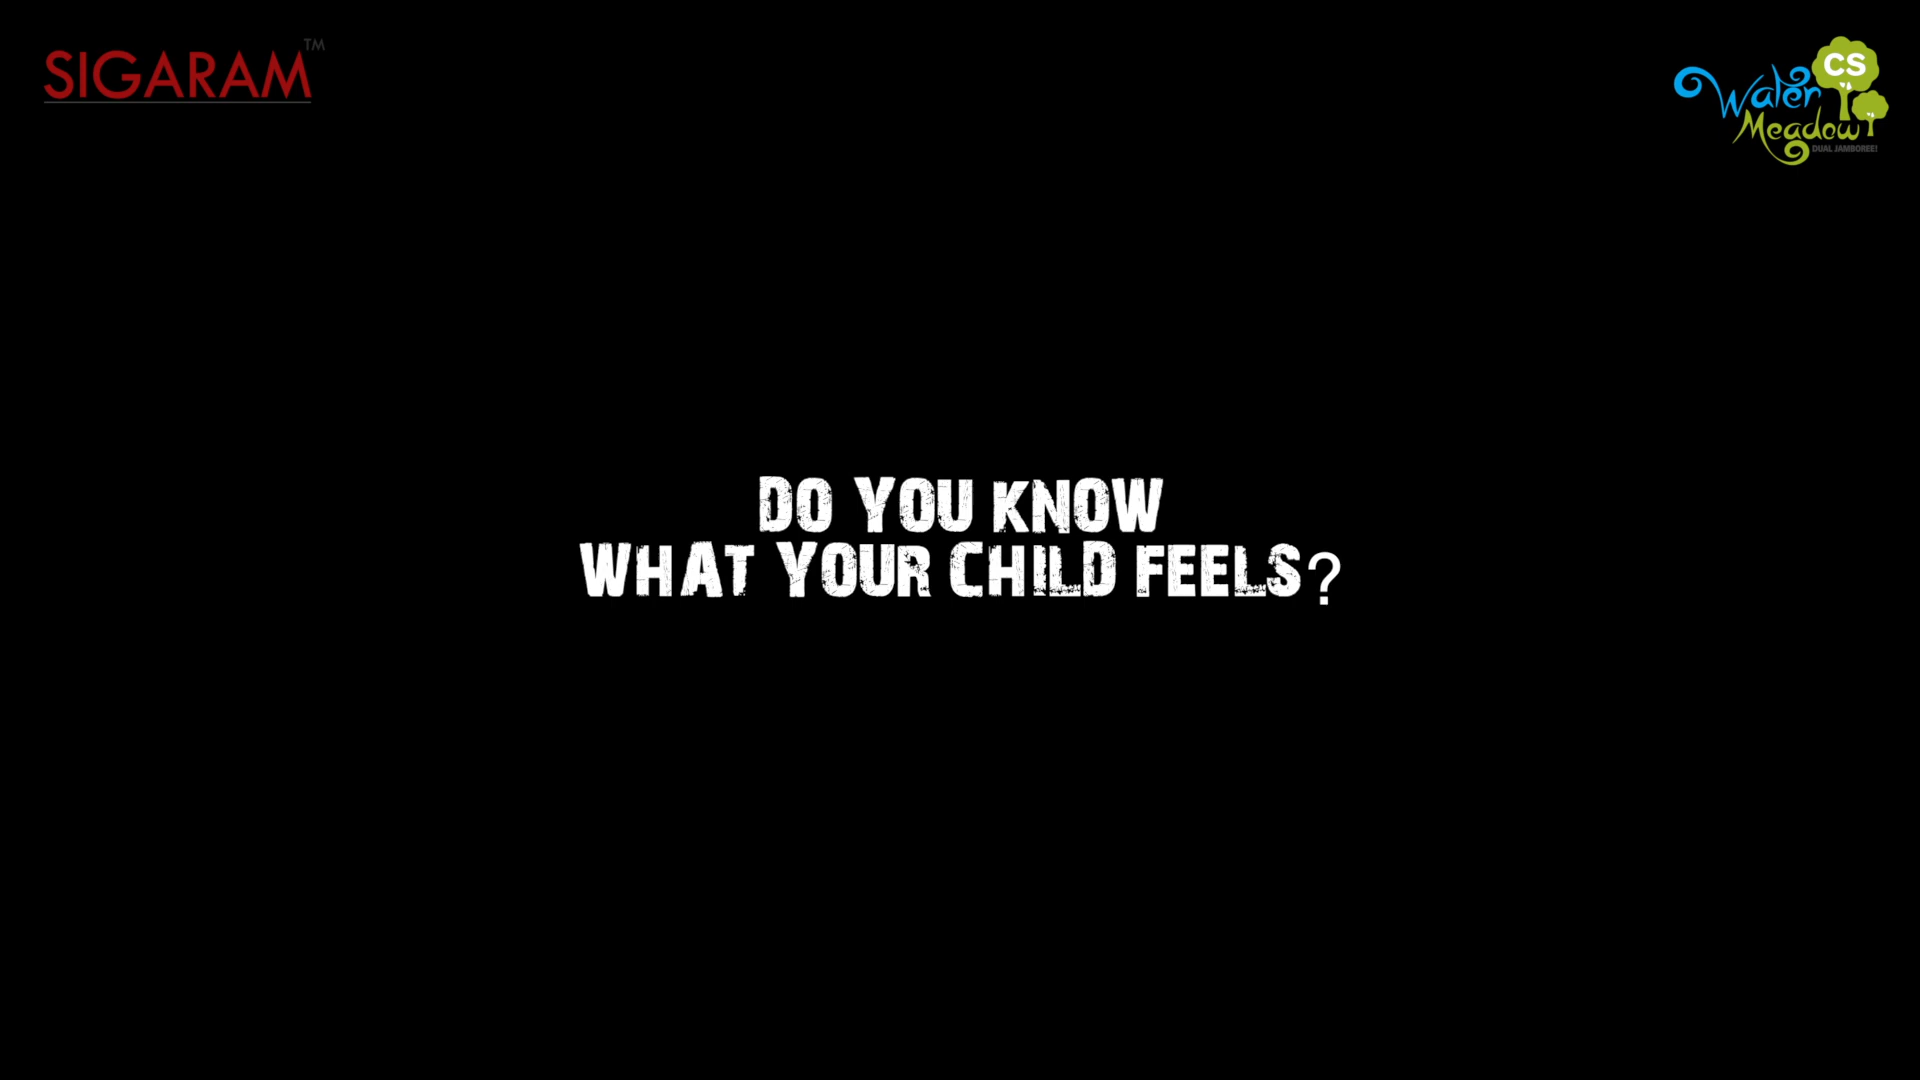 SIGARAM™
CS
Water
Meadow
DUAL JAMBOREE!
DO YOU KNOW
WHAT YOUR CHILD FEELS?